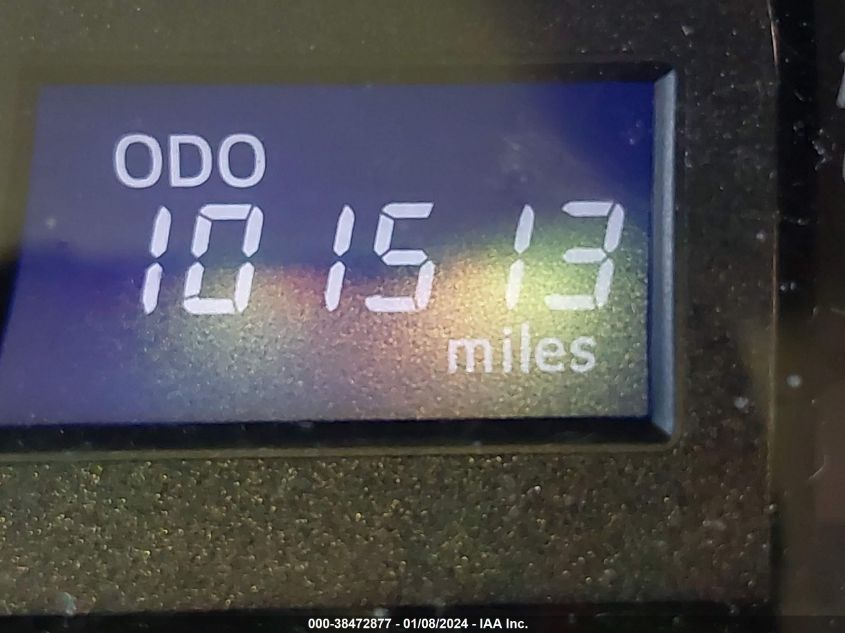 ODO
101513
miles
000-38472877 - 01/08/2024 - IAA Inc.